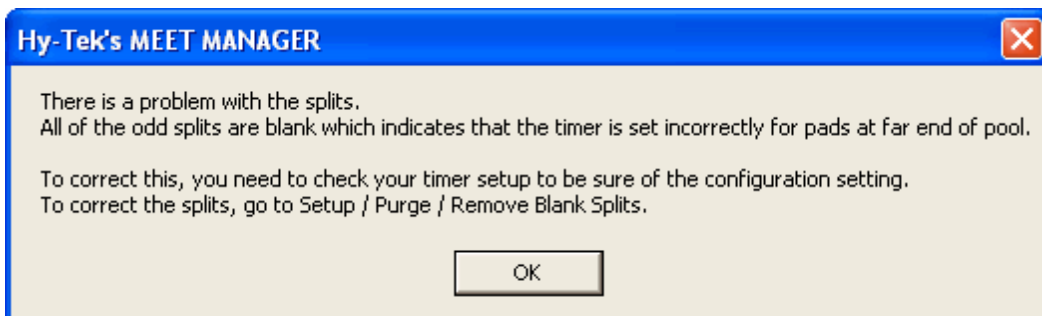 Hy-Tek's MEET MANAGER
There is a problem with the splits.
All of the odd splits are blank which indicates that the timer is set incorrectly for pads at far end of pool.
To correct this, you need to check your timer setup to be sure of the configuration setting.
To correct the splits, go to Setup / Purge / Remove Blank Splits.
OK